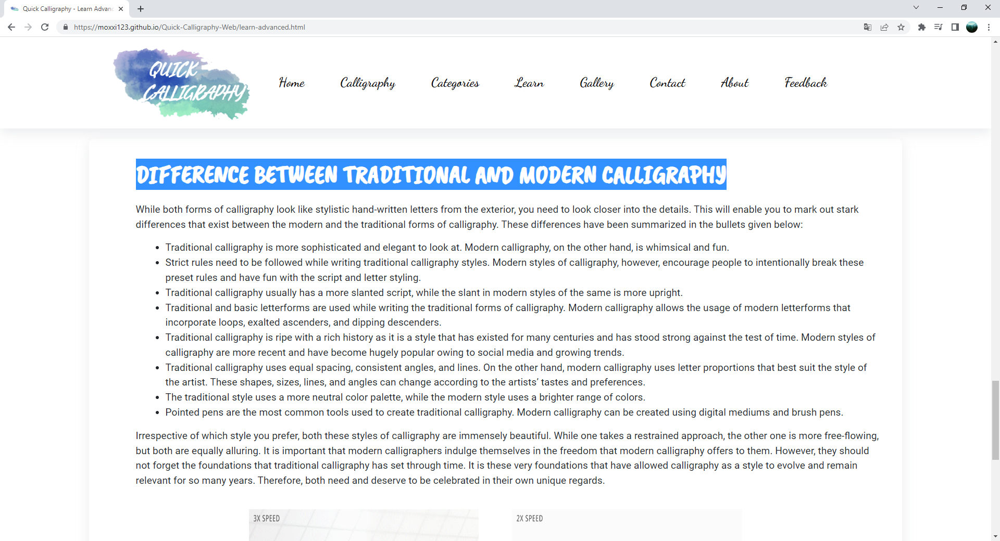 Quick Calligraphy - Learn Advanc
https://moxxi123.github.io/Quick-Calligraphy-Web/learn-advanced.html
QUICK
CALLIGRAPHY
Home Calligraphy Categories Learn Gallery Contact About Feedback
DIFFERENCE BETWEEN TRADITIONAL AND MODERN CALLIGRAPHY
While both forms of calligraphy look like stylistic hand-written letters from the exterior, you need to look closer into the details. This will enable you to mark out stark
differences that exist between the modern and the traditional forms of calligraphy. These differences have been summarized in the bullets given below:
• Traditional calligraphy is more sophisticated and elegant to look at. Modern calligraphy, on the other hand, is whimsical and fun.
• Strict rules need to be followed while writing traditional calligraphy styles. Modern styles of calligraphy, however, encourage people to intentionally break these
preset rules and have fun with the script and letter styling.
• Traditional calligraphy usually has a more slanted script, while the slant in modern styles of the same is more upright.
• Traditional and basic letterforms are used while writing the traditional forms of calligraphy. Modern calligraphy allows the usage of modern letterforms that
incorporate loops, exalted ascenders, and dipping descenders.
• Traditional calligraphy is ripe with a rich history as it is a style that has existed for many centuries and has stood strong against the test of time. Modern styles of
calligraphy are more recent and have become hugely popular owing to social media and growing trends.
• Traditional calligraphy uses equal spacing, consistent angles, and lines. On the other hand, modern calligraphy uses letter proportions that best suit the style of
the artist. These shapes, sizes, lines, and angles can change according to the artists’ tastes and preferences.
• The traditional style uses a more neutral color palette, while the modern style uses a brighter range of colors.
• Pointed pens are the most common tools used to create traditional calligraphy. Modern calligraphy can be created using digital mediums and brush pens.
Irrespective of which style you prefer, both these styles of calligraphy are immensely beautiful. While one takes a restrained approach, the other one is more free-flowing,
but both are equally alluring. It is important that modern calligraphers indulge themselves in the freedom that modern calligraphy offers to them. However, they should
not forget the foundations that traditional calligraphy has set through time. It is these very foundations that have allowed calligraphy as a style to evolve and remain
relevant for so many years. Therefore, both need and deserve to be celebrated in their own unique regards.
3X SPEED 2X SPEED